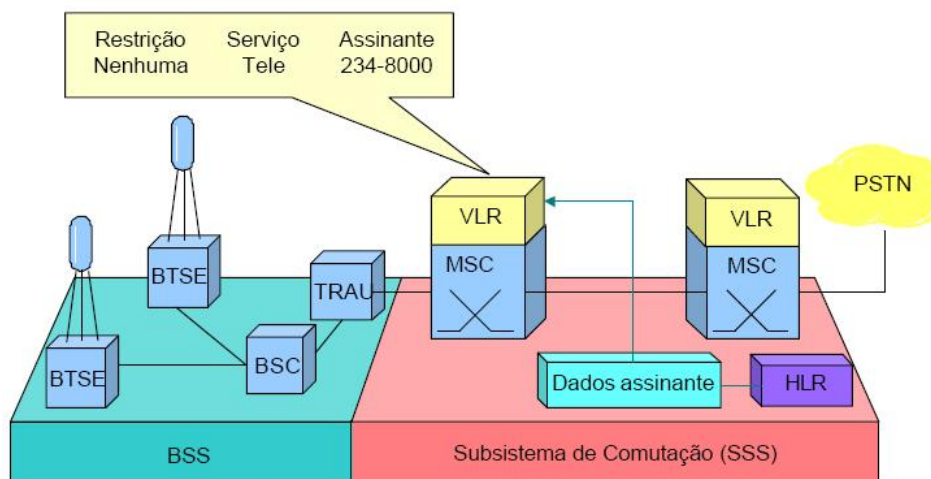 Restrição Serviço Assinante
Nenhuma Tele 234-8000
PSTN
VLR
VLR
MSC
MSC
BTSE
TRAU
BTSE
BSC
Dados assinante
HLR
BSS
Subsistema de Comutação (SSS)